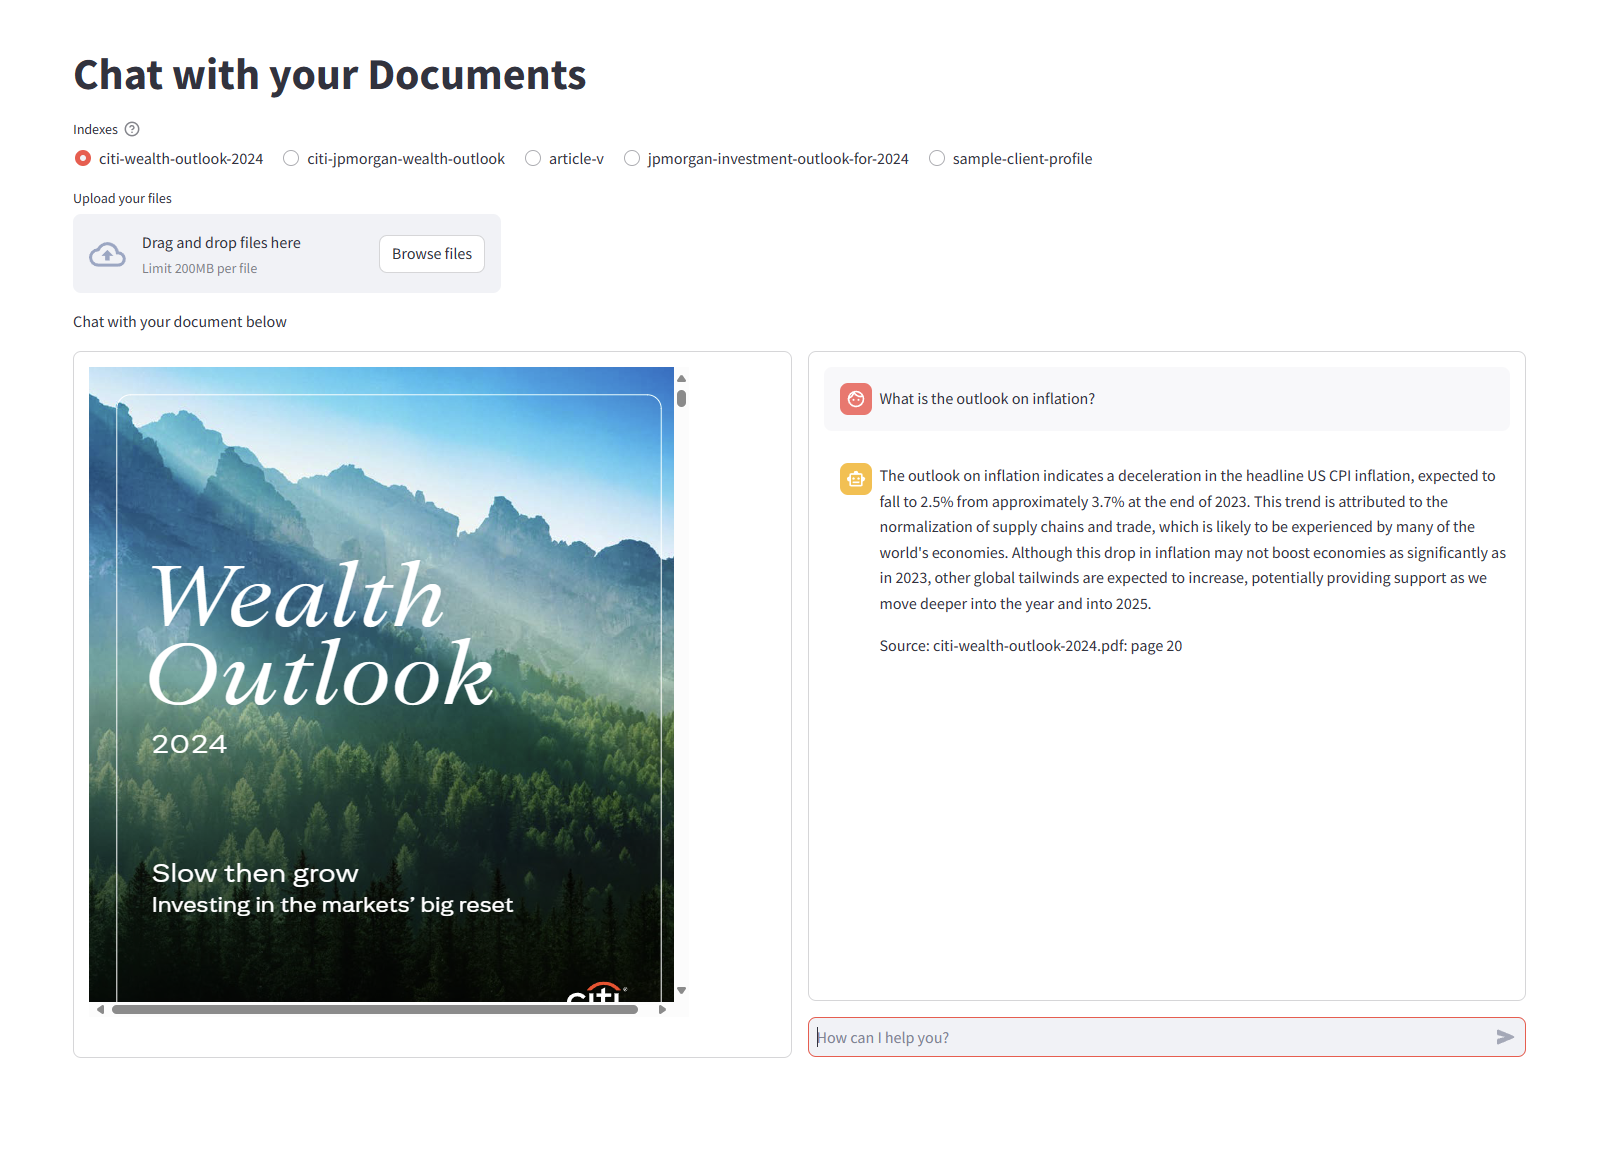 Chat with your Documents
Indexes
citi-wealth-outlook-2024 citi-jpmorgan-wealth-outlook article-v jpmorgan-investment-outlook-for-2024 sample-client-profile
Upload your files
Drag and drop files here
Limit 200MB per file
Browse files
Chat with your document below
Wealth
Outlook
2024
Slow then grow
Investing in the markets’ big reset
citi
What is the outlook on inflation?
The outlook on inflation indicates a deceleration in the headline US CPI inflation, expected to
fall to 2.5% from approximately 3.7% at the end of 2023. This trend is attributed to the
normalization of supply chains and trade, which is likely to be experienced by many of the
world's economies. Although this drop in inflation may not boost economies as significantly as
in 2023, other global tailwinds are expected to increase, potentially providing support as we
move deeper into the year and into 2025.
Source: citi-wealth-outlook-2024.pdf: page 20
How can I help you?